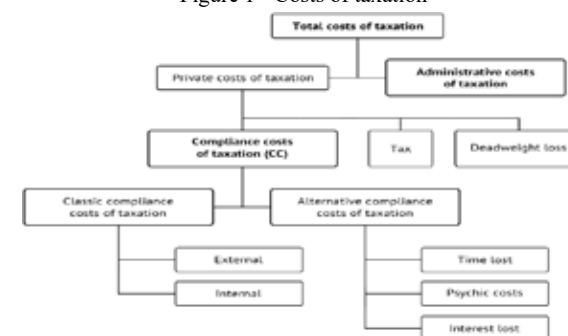 Figure 1 - Costs of taxation
Total costs of taxation
Private costs of taxation
Administrative costs
of taxation
Compliance costs
of taxation (CC)
Tax
Deadweight loss
Classic compliance
costs of taxation
Alternative compliance
costs of taxation
External
Internal
Time lost
Psychic costs
Interest lost